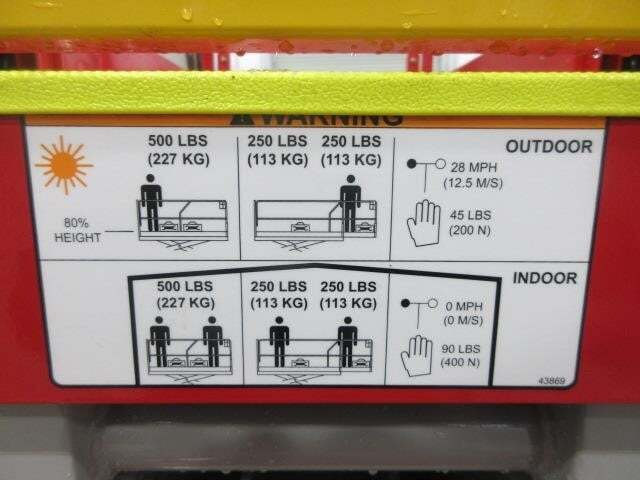 WARNING
500 LBS
(227 KG)
250 LBS
(113 KG)
250 LBS
(113 KG)
OUTDOOR
28 MPH
(12.5 M/S)
80%
HEIGHT
45 LBS
(200 N)
INDOOR
500 LBS
(227 KG)
250 LBS
(113 KG)
250 LBS
(113 KG)
0 MPH
(0 M/S)
90 LBS
(400 N)
43869